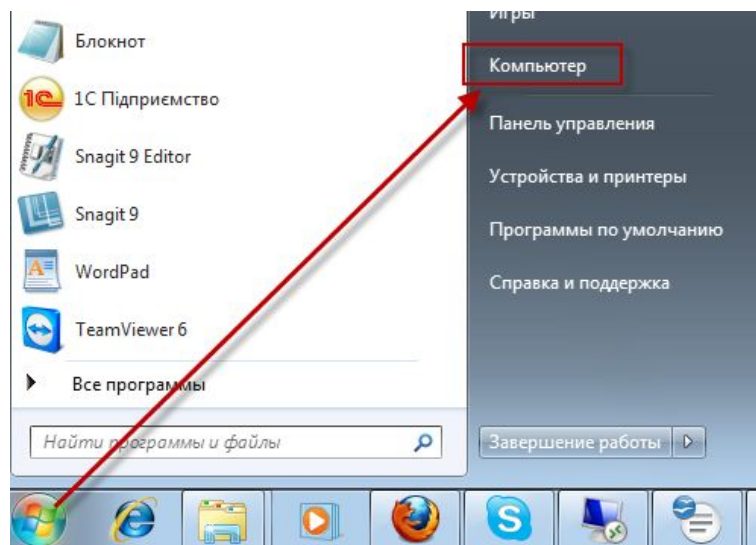 Блокнот
1С Підприємство
Snagit 9 Editor
Snagit 9
WordPad
TeamViewer 6
Все программы
Найти программы и файлы
Игры
Компьютер
Панель управления
Устройства и принтеры
Программы по умолчанию
Справка и поддержка
Завершение работы